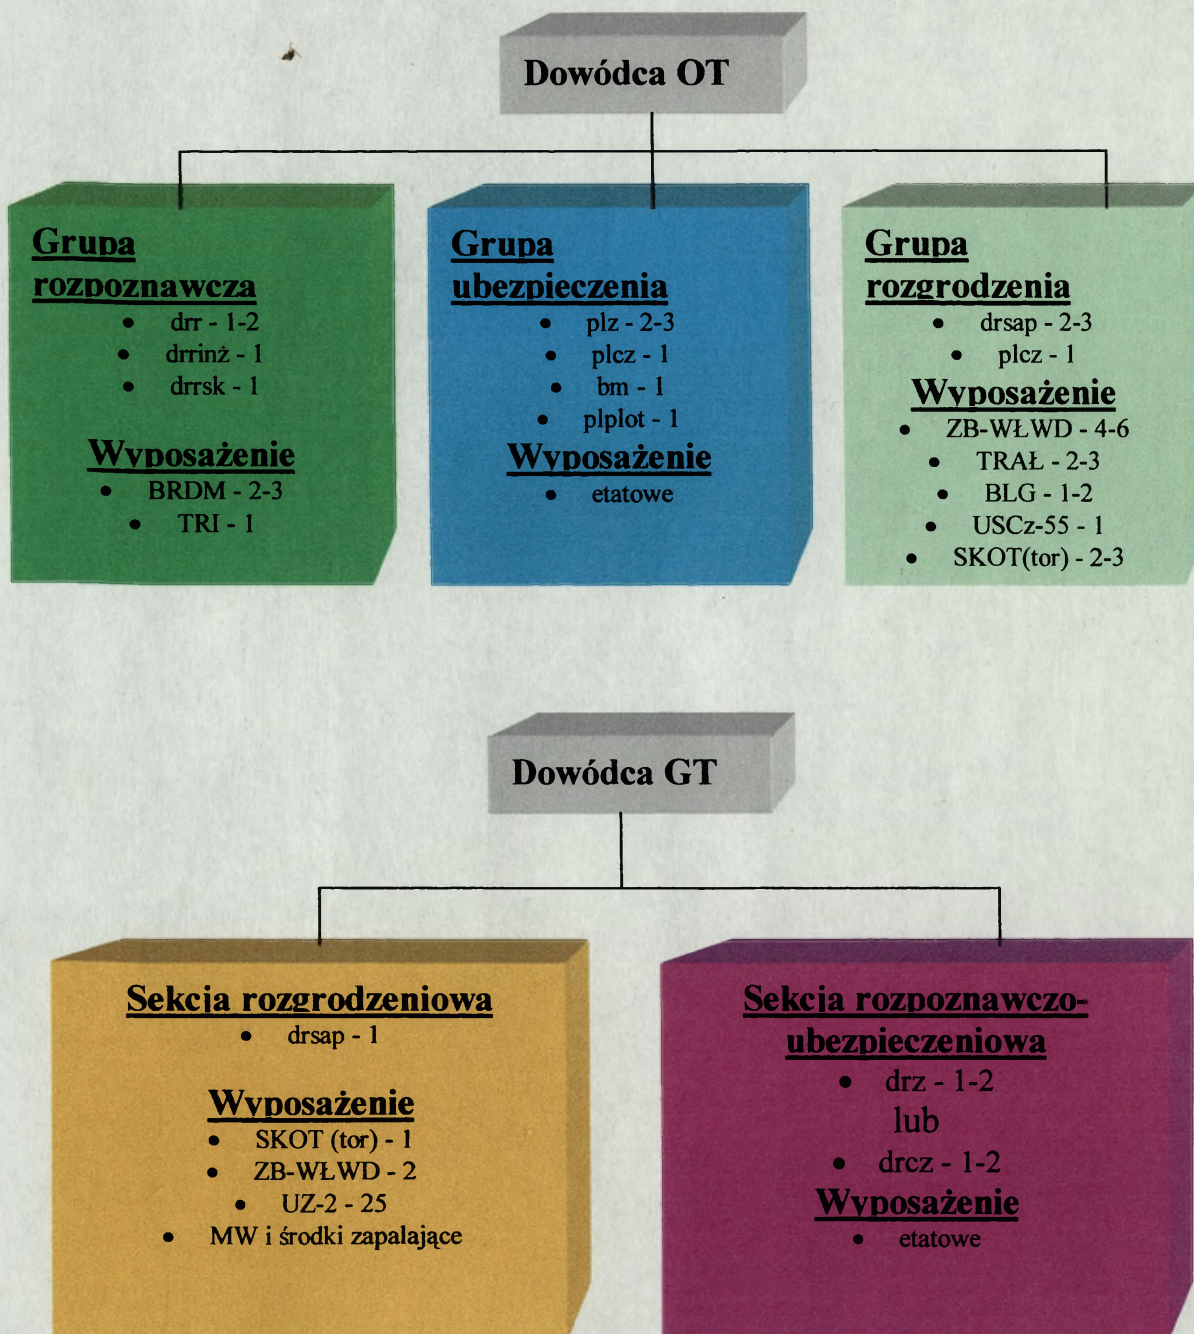 Dowódca OT
Grupa
rozpoznawcza
• drr - 1-2
• drrinż - 1
• drrsk - 1
Wyposażenie
• BRDM - 2-3
• TRI - 1
Grupa
ubezpieczenia
• plz - 2-3
• plcz - 1
• bm - 1
• plplot - 1
Wyposażenie
• etatowe
Grupa
rozgrodzenia
• drsap - 2-3
• plcz - 1
Wyposażenie
• ZB-WŁWD - 4-6
• TRAŁ - 2-3
• BLG - 1-2
• USCz-55 - 1
• SKOT(tor) - 2-3
Dowódca GT
Sekcja rozgrodzeniowa
• drsap - 1
Wyposażenie
• SKOT (tor) - 1
• ZB-WŁWD - 2
• UZ-2 - 25
• MW i środki zapalające
Sekcja rozpoznawczo-
ubezpieczeniowa
• drz - 1-2
lub
• drcz - 1-2
Wyposażenie
• etatowe